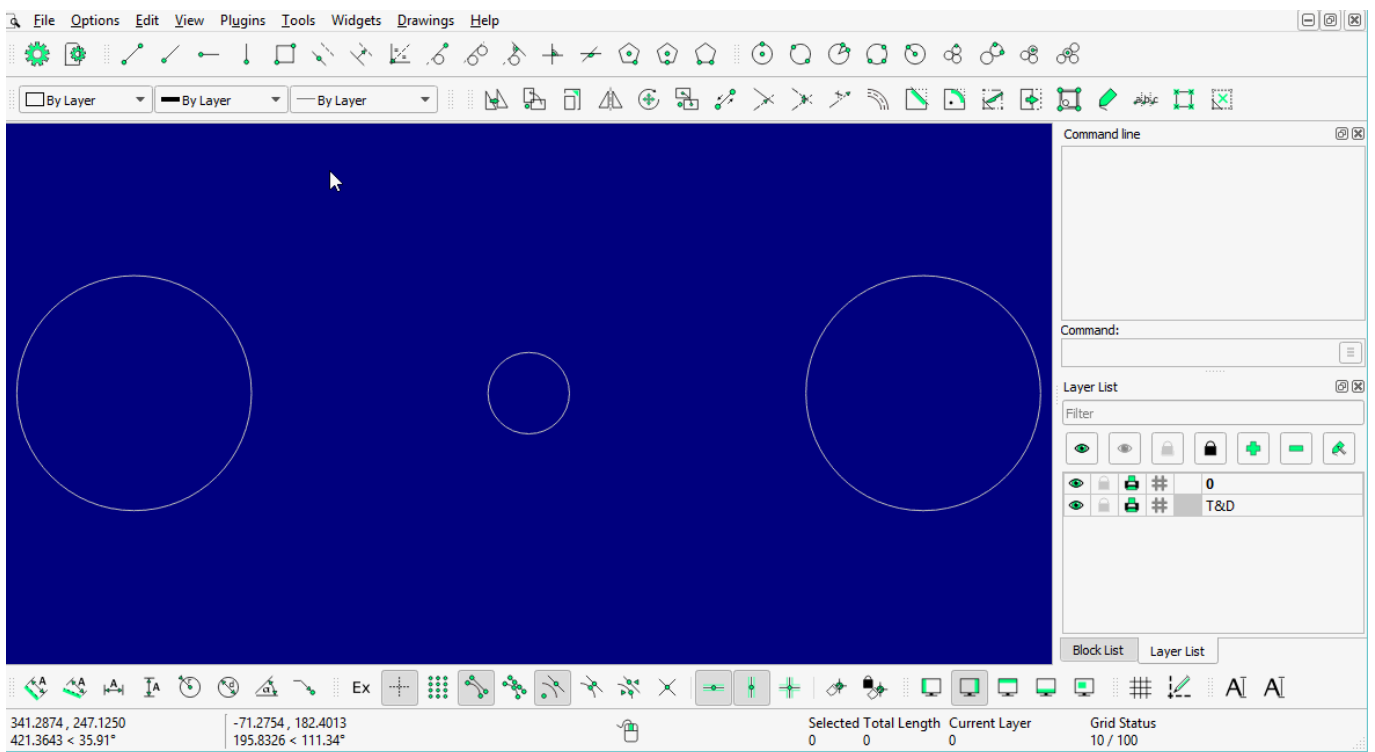 File Options Edit View Plugins Tools Widgets Drawings Help
By Layer By Layer By Layer
Command line
Command:
Layer List
Filter
0
T&D
Block List Layer List
Ex
341.2874 , 247.1250 -71.2754 , 182.4013 Selected Total Length Current Layer Grid Status
421.3643 < 35.91° 195.8326 < 111.34° 0 0 0 10 / 100